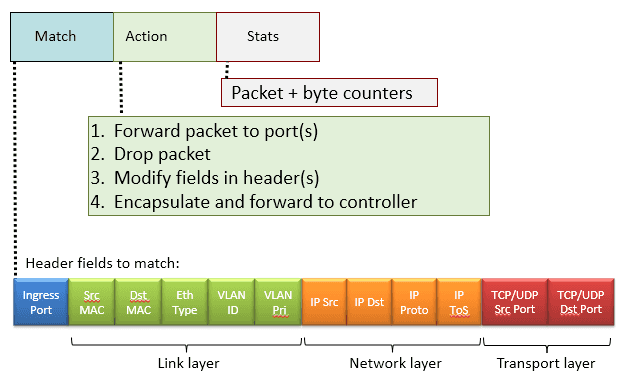 Match Action Stats
Packet + byte counters
1. Forward packet to port(s)
2. Drop packet
3. Modify fields in header(s)
4. Encapsulate and forward to controller
Header fields to match:
Ingress Port
Src MAC
Dst MAC
Eth Type
VLAN ID
VLAN Pri
IP Src
IP Dst
IP Proto
IP ToS
TCP/UDP Src Port
TCP/UDP Dst Port
Link layer Network layer Transport layer